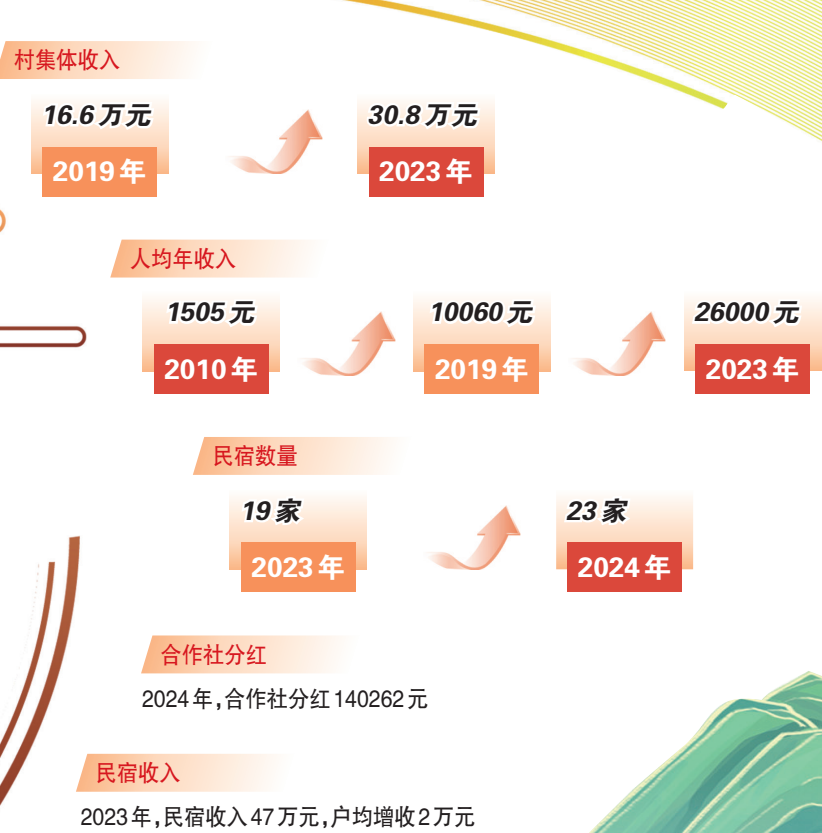 村集体收入
16.6万元 30.8万元
2019年 2023年
人均年收入
1505元 10060元 26000元
2010年 2019年 2023年
民宿数量
19家 23家
2023年 2024年
合作社分红
2024年,合作社分红140262元
民宿收入
2023年,民宿收入47万元,户均增收2万元